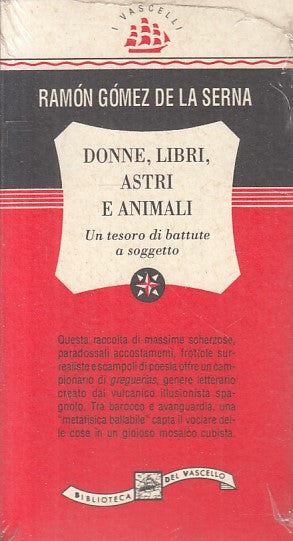 I VASCELLI
RAMÓN GÓMEZ DE LA SERNA
DONNE, LIBRI,
ASTRI
E ANIMALI
Un tesoro di battute
a soggetto
Questa raccolta di massime scherzose,
paradossali accostamenti, frottole sur-
realiste e scampoli di poesia offre un cam-
pionario di greguerías, genere letterario
creato dal vulcanico illusionista spa-
gnolo. Tra barocco e avanguardia, una
"metafisica ballabile" capta il vociare del-
le cose in un gioioso mosaico cubista.
BIBLIOTECA DEL VASCELLO